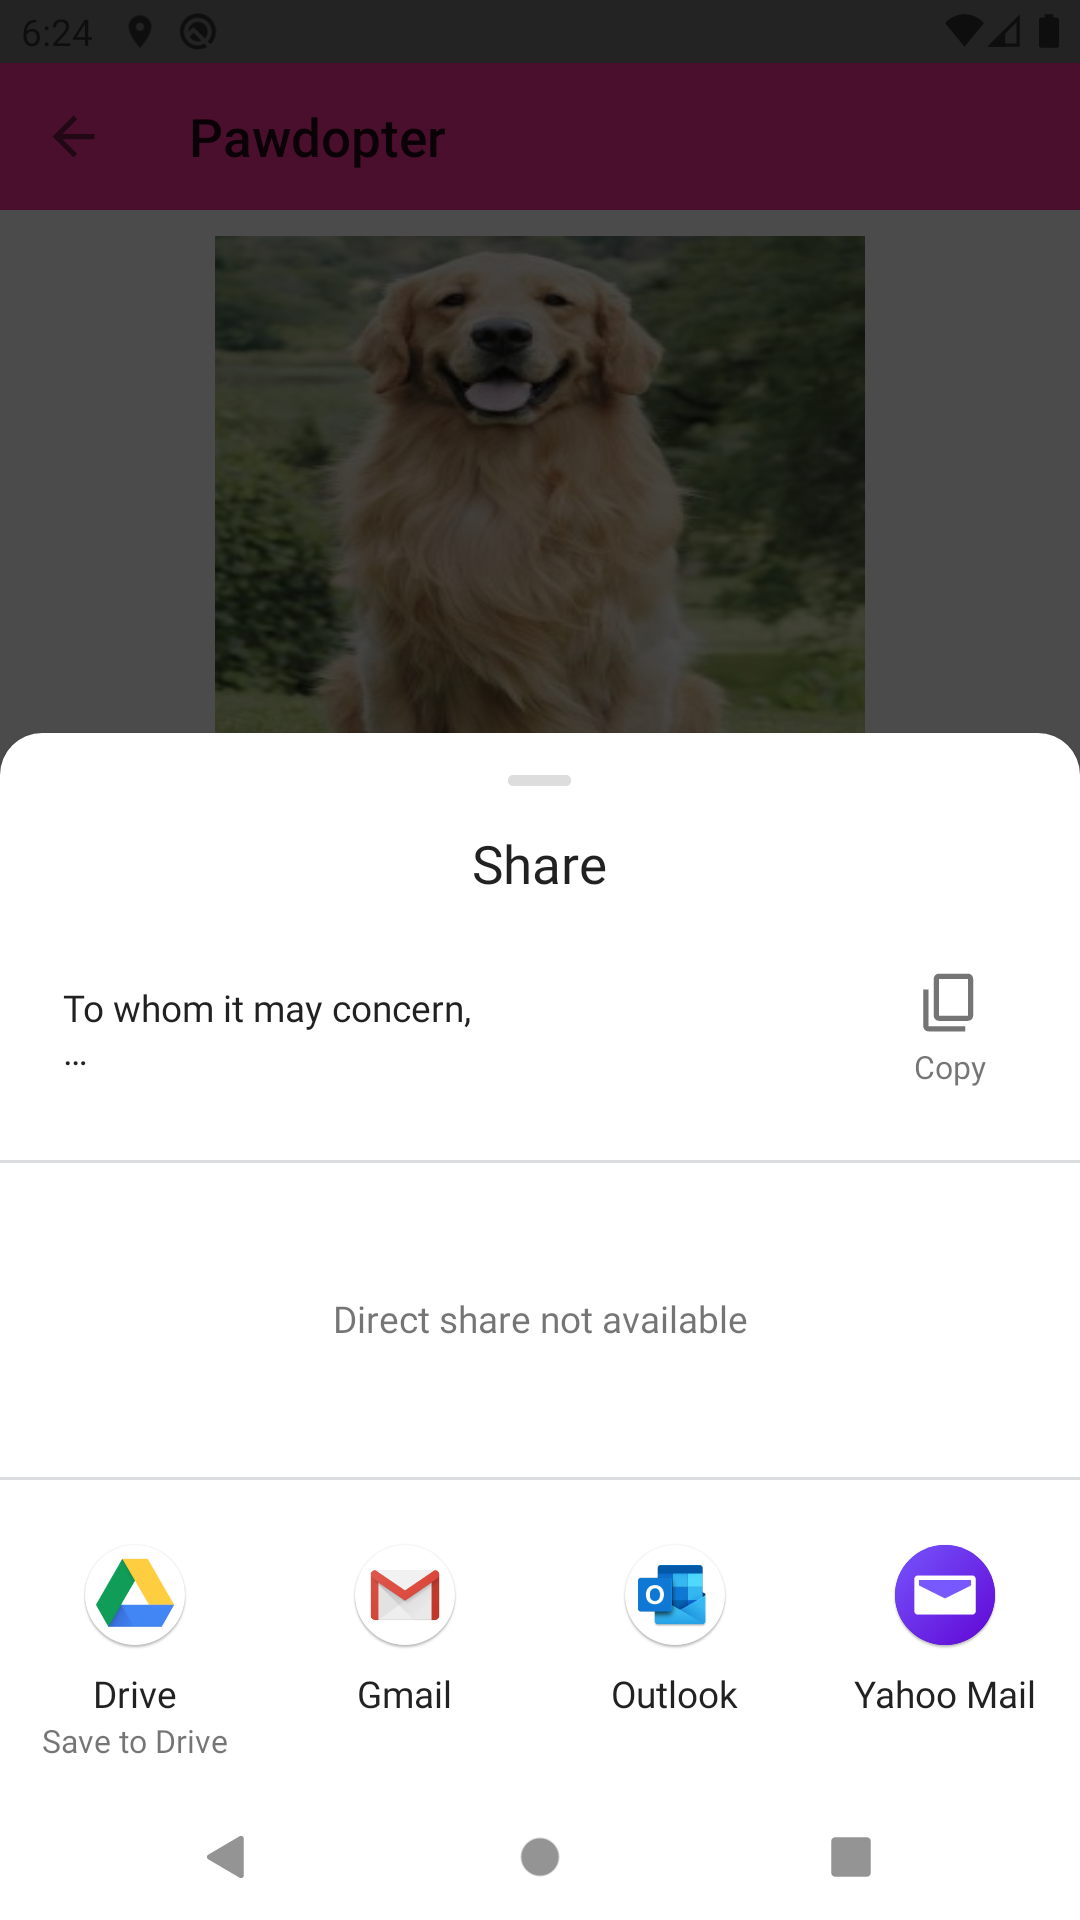 6:24
Pawdopter
Share
To whom it may concern,
...
Copy
Direct share not available
Drive
Save to Drive
Gmail
O
Outlook
Yahoo Mail